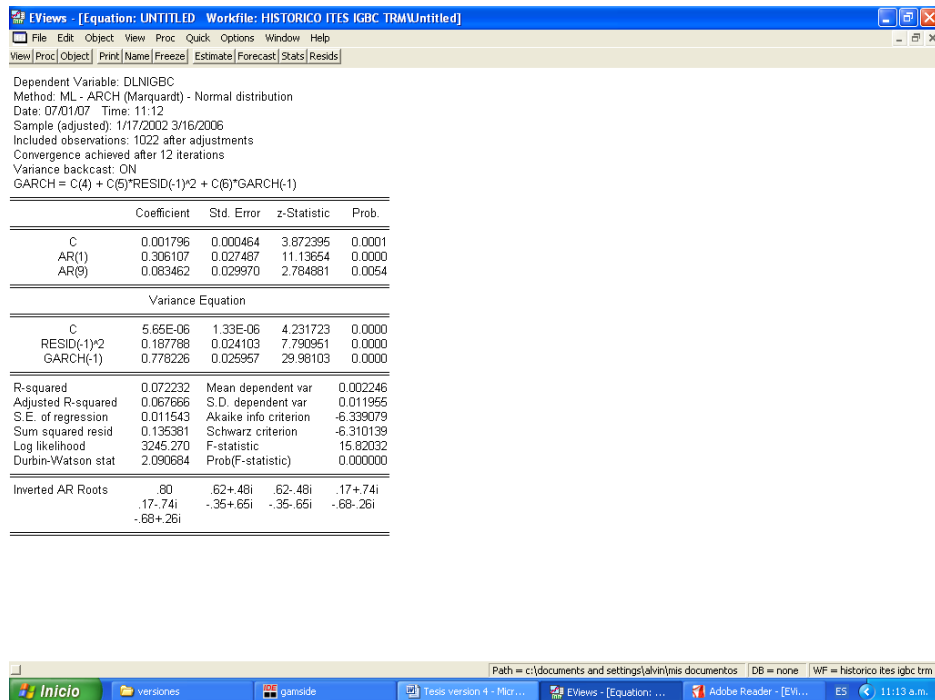 EViews - [Equation: UNTITLED Workfile: HISTORICO ITES IGBC TRM\Untitled]
File Edit Object View Proc Quick Options Window Help
View Proc Object Print Name Freeze Estimate Forecast Stats Resids
Dependent Variable: DLNIGBC
Method: ML - ARCH (Marquardt) - Normal distribution
Date: 07/01/07 Time: 11:12
Sample (adjusted): 1/17/2002 3/16/2006
Included observations: 1022 after adjustments
Convergence achieved after 12 iterations
Variance backcast: ON
GARCH = C(4) + C(5)*RESID(-1)^2 + C(6)*GARCH(-1)
Coefficient Std. Error z-Statistic Prob.
C 0.001796 0.000464 3.872395 0.0001
AR(1) 0.306107 0.027487 11.13654 0.0000
AR(9) 0.083462 0.029970 2.784881 0.0054
Variance Equation
C 5.65E-06 1.33E-06 4.231723 0.0000
RESID(-1)^2 0.187788 0.024103 7.790951 0.0000
GARCH(-1) 0.778226 0.025957 29.98103 0.0000
R-squared 0.072232 Mean dependent var 0.002246
Adjusted R-squared 0.067666 S.D. dependent var 0.011955
S.E. of regression 0.011543 Akaike info criterion -6.339079
Sum squared resid 0.135381 Schwarz criterion -6.310139
Log likelihood 3245.270 F-statistic 15.82032
Durbin-Watson stat 2.090684 Prob(F-statistic) 0.000000
Inverted AR Roots .80 .62+.48i .62-.48i .17+.74i
.17-.74i -.35+.65i -.35-.65i -.68-.26i
-.68+.26i
Path = c:\documents and settings\alvin\mis documentos DB = none WF = historico ites igbc trm
Inicio versiones gamside Tesis version 4 - Micr... EViews - [Equation: ... Adobe Reader - [EVi... ES 11:13 a.m.